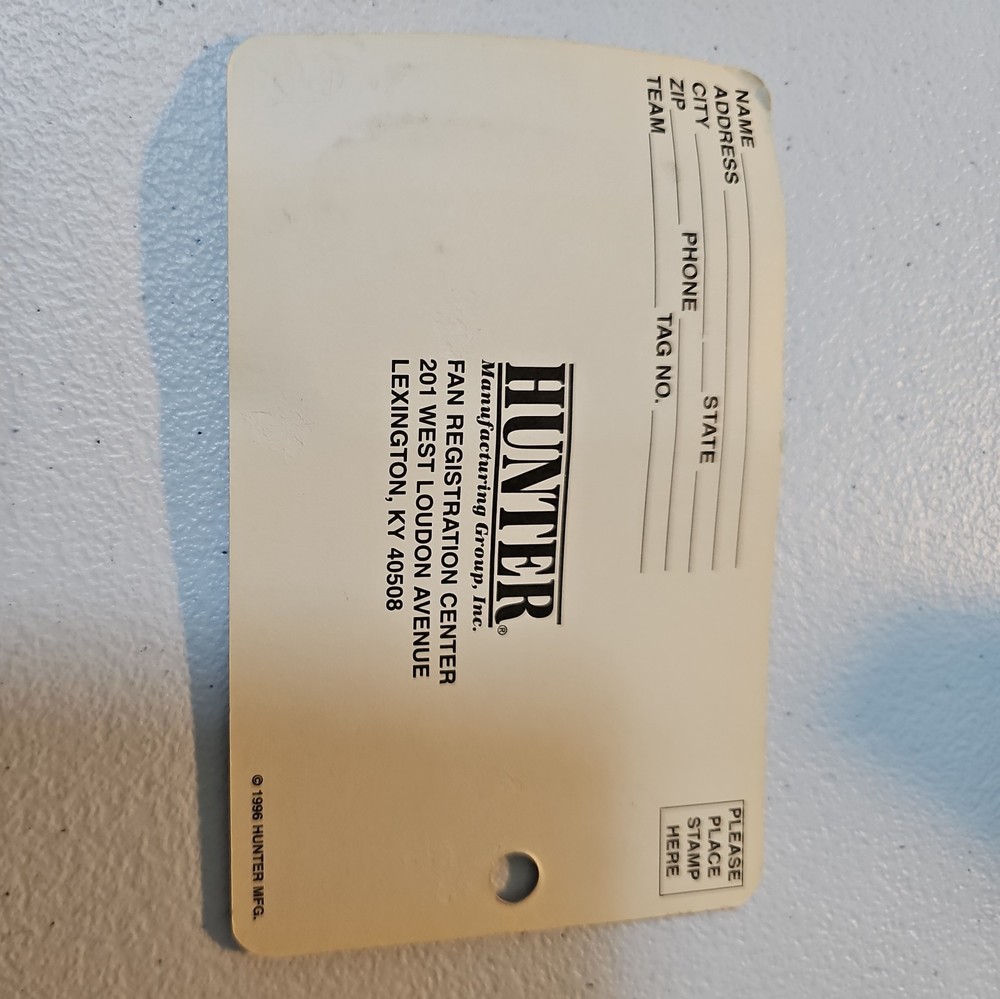 NAME
ADDRESS
CITY STATE
ZIP PHONE
TEAM TAG NO.
PLEASE
PLACE
STAMP
HERE
HUNTER®
Manufacturing Group, Inc.
FAN REGISTRATION CENTER
201 WEST LOUDON AVENUE
LEXINGTON, KY 40508
© 1996 HUNTER MFG.